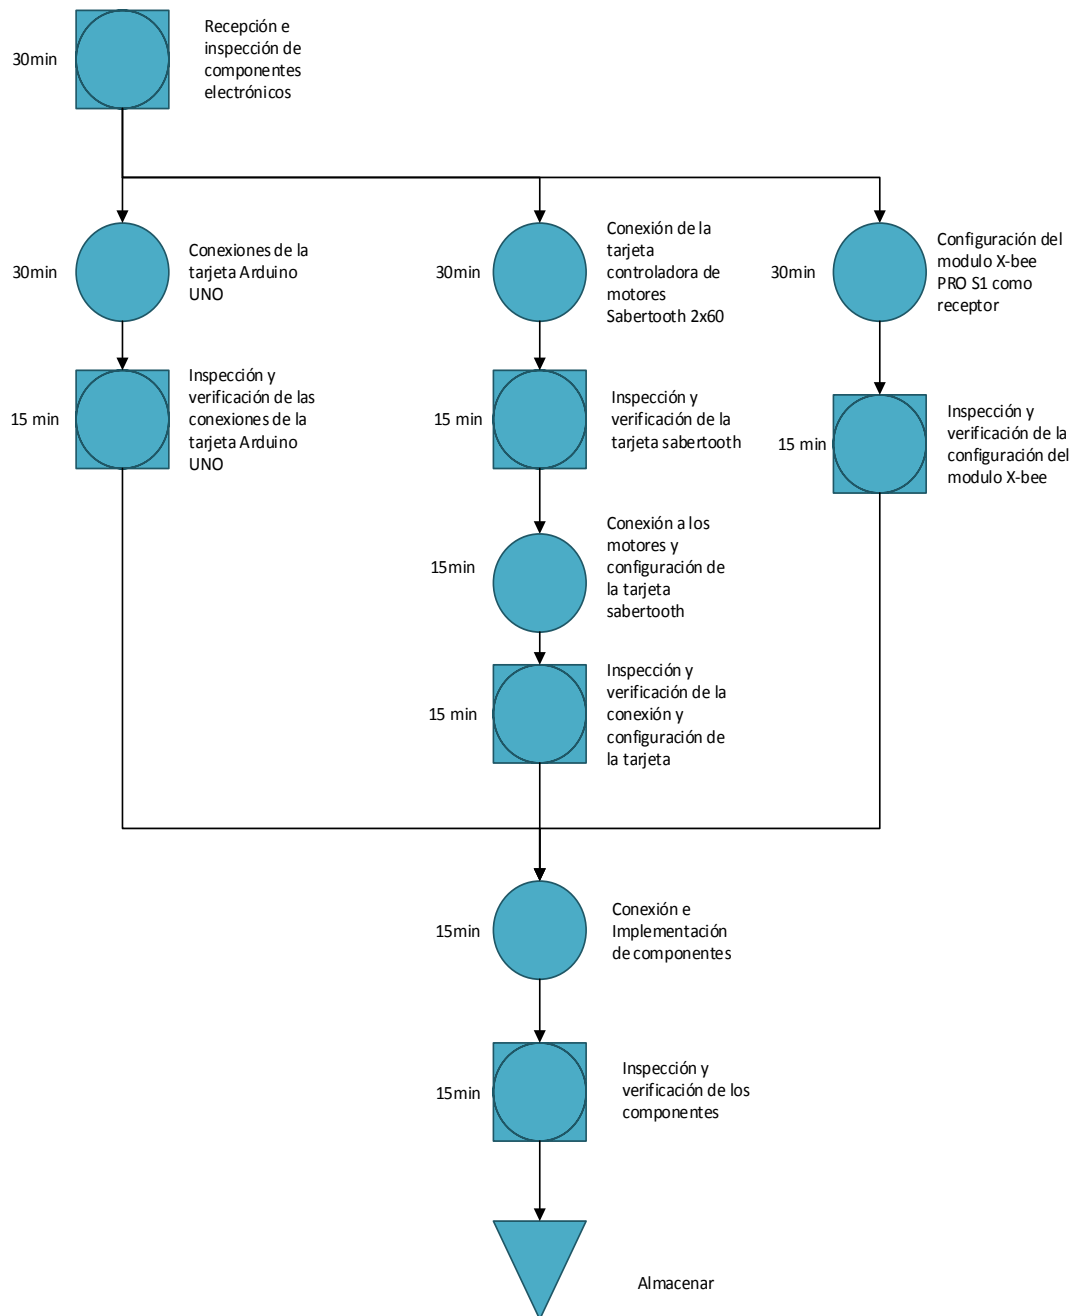 30min
Recepción e
inspección de
componentes
electrónicos
30min
Conexiones de la
tarjeta Arduino
UNO
30min
Conexión de la
tarjeta
controladora de
motores
Sabertooth 2x60
30min
Configuración del
modulo X-bee
PRO S1 como
receptor
15 min
Inspección y
verificación de las
conexiones de la
tarjeta Arduino
UNO
15 min
Inspección y
verificación de la
tarjeta sabertooth
15 min
Inspección y
verificación de la
configuración del
modulo X-bee
15min
Conexión a los
motores y
configuración de
la tarjeta
sabertooth
15 min
Inspección y
verificación de la
conexión y
configuración de
la tarjeta
15min
Conexión e
Implementación
de componentes
15min
Inspección y
verificación de los
componentes
Almacenar